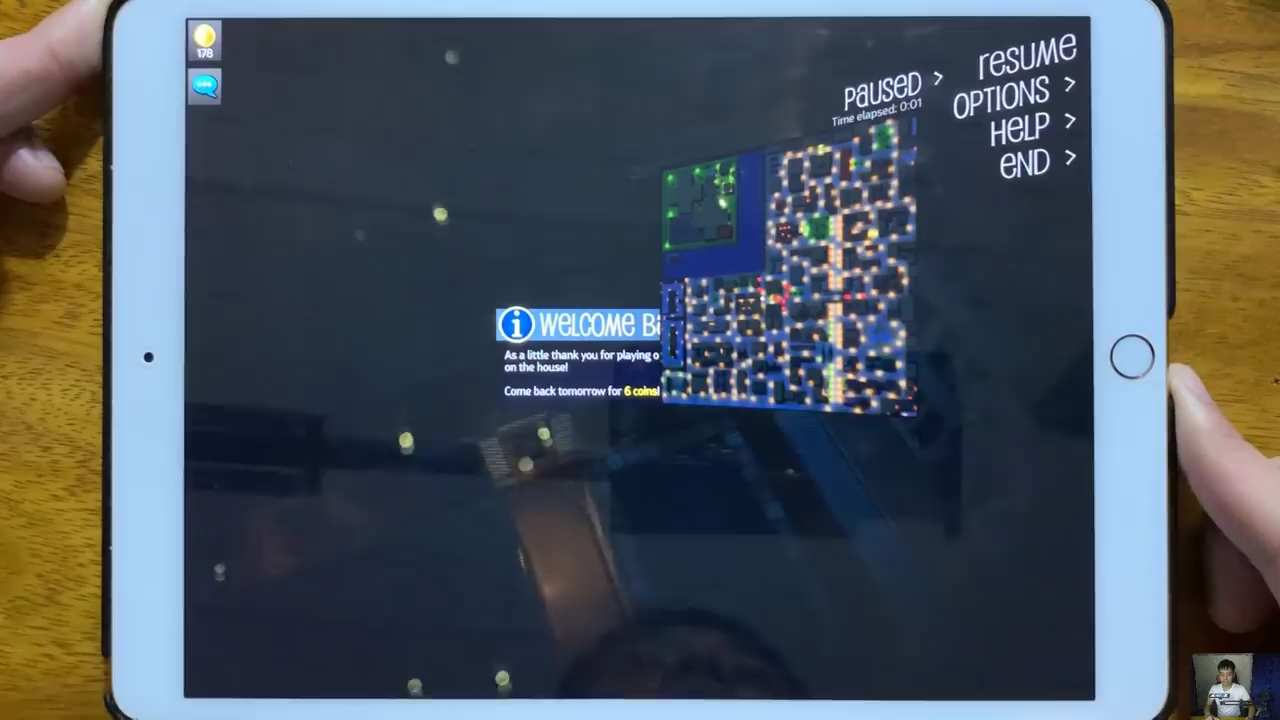 178
RESUME
PAUSED
Time elapsed: 0:01
OPTIONS
HELP
END
WELCOME
As a little thank you for playing
on the house!
Come back tomorrow for 6 coins!